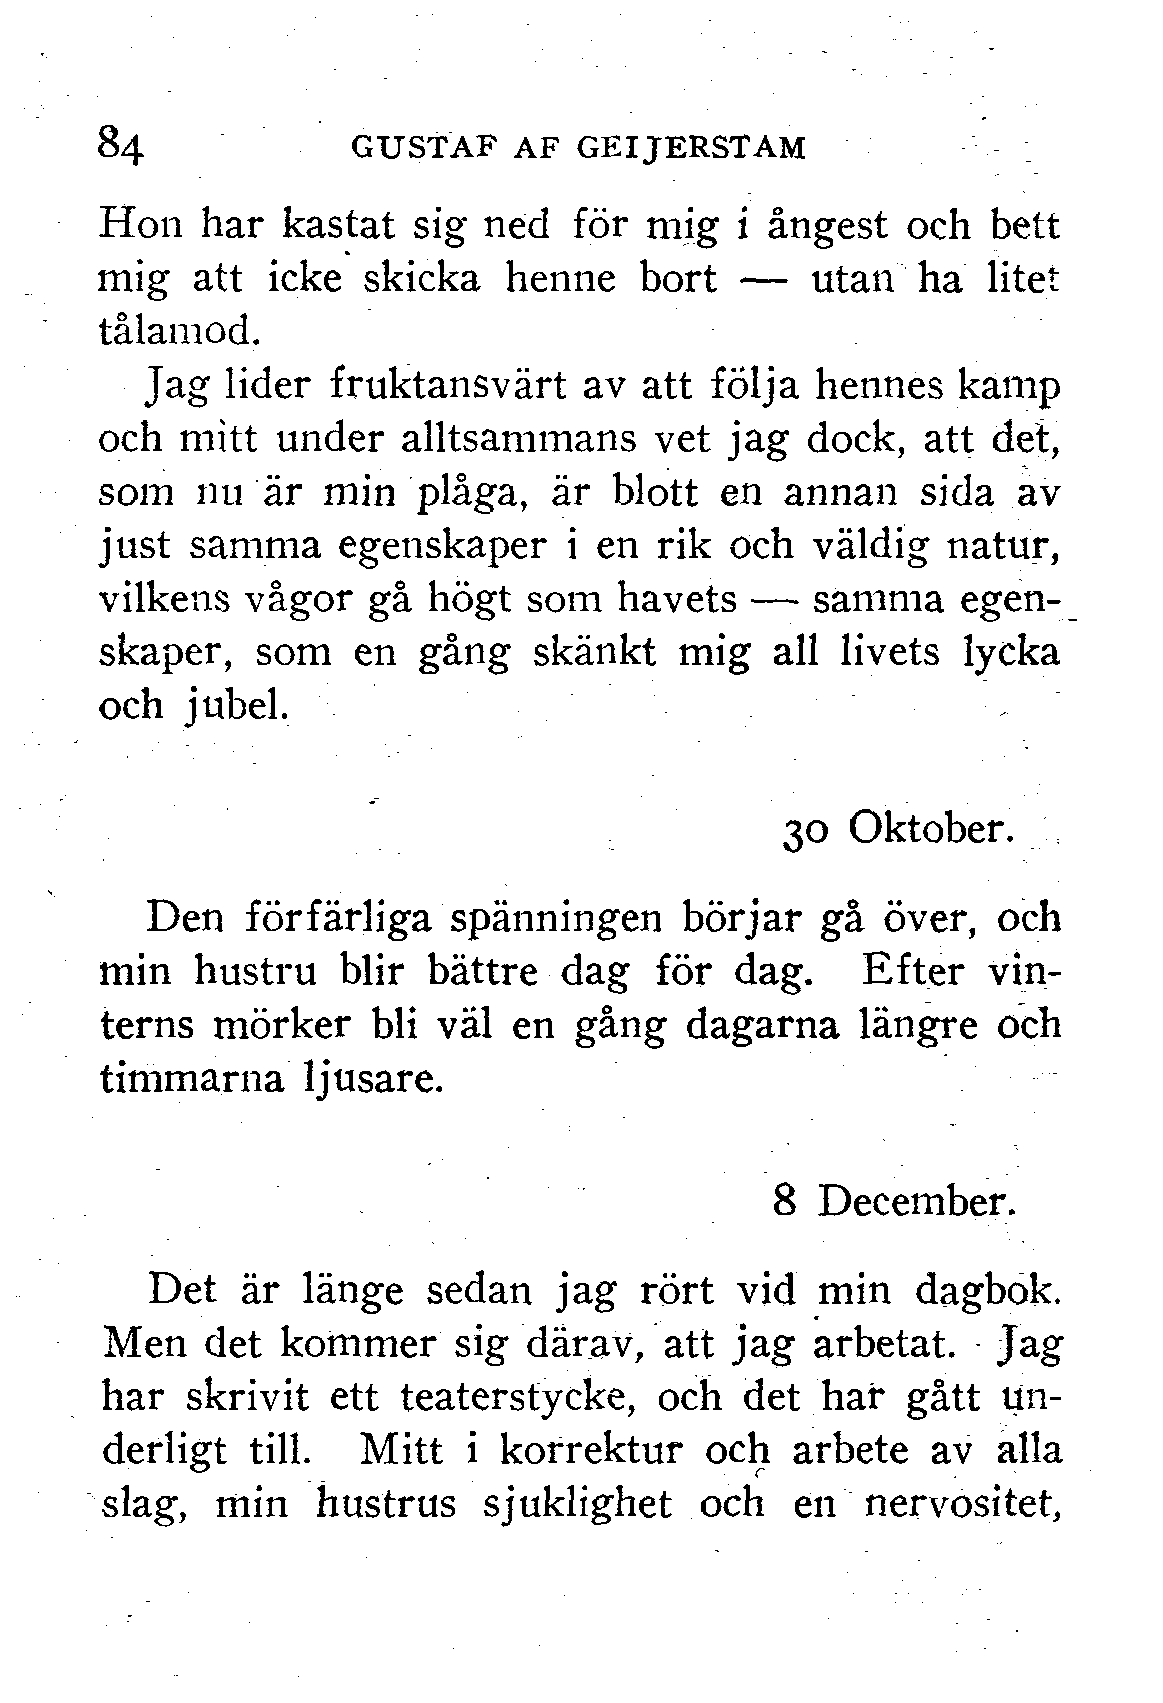 84 GUSTAF AF GEIJERSTAM
Hon har kastat sig ned för mig i ångest och bett
mig att icke skicka henne bort — utan ha litet
tålamod.
Jag lider fruktansvärt av att följa hennes kamp
och mitt under alltsammans vet jag dock, att det,
som nu är min plåga, är blott en annan sida av
just samma egenskaper i en rik och väldig natur,
vilkens vågor gå högt som havets — samma egen-
skaper, som en gång skänkt mig all livets lycka
och jubel.
30 Oktober.
Den förfärliga spänningen börjar gå över, och
min hustru blir bättre dag för dag. Efter vin-
terns mörker bli väl en gång dagarna längre och
timmarna ljusare.
8 December.
Det är länge sedan jag rört vid min dagbok.
Men det kommer sig därav, att jag arbetat. Jag
har skrivit ett teaterstycke, och det har gått un-
derligt till. Mitt i korrektur och arbete av alla
slag, min hustrus sjuklighet och en nervositet,